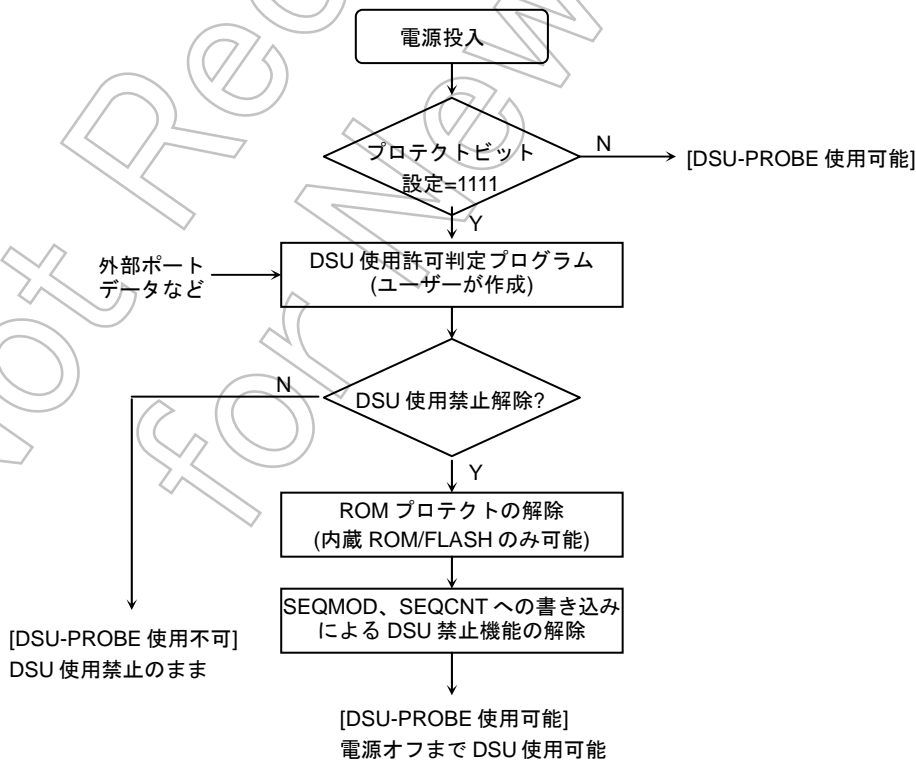 電源投入
プロテクトビット
設定=1111
N
[DSU-PROBE 使用可能]
Y
外部ポート
データなど
DSU 使用許可判定プログラム
(ユーザーが作成)
DSU 使用禁止解除?
N
Y
ROM プロテクトの解除
(内蔵 ROM/FLASH のみ可能)
SEQMOD、SEQCNT への書き込み
による DSU 禁止機能の解除
[DSU-PROBE 使用不可]
DSU 使用禁止のまま
[DSU-PROBE 使用可能]
電源オフまで DSU 使用可能
Not Rec
for New